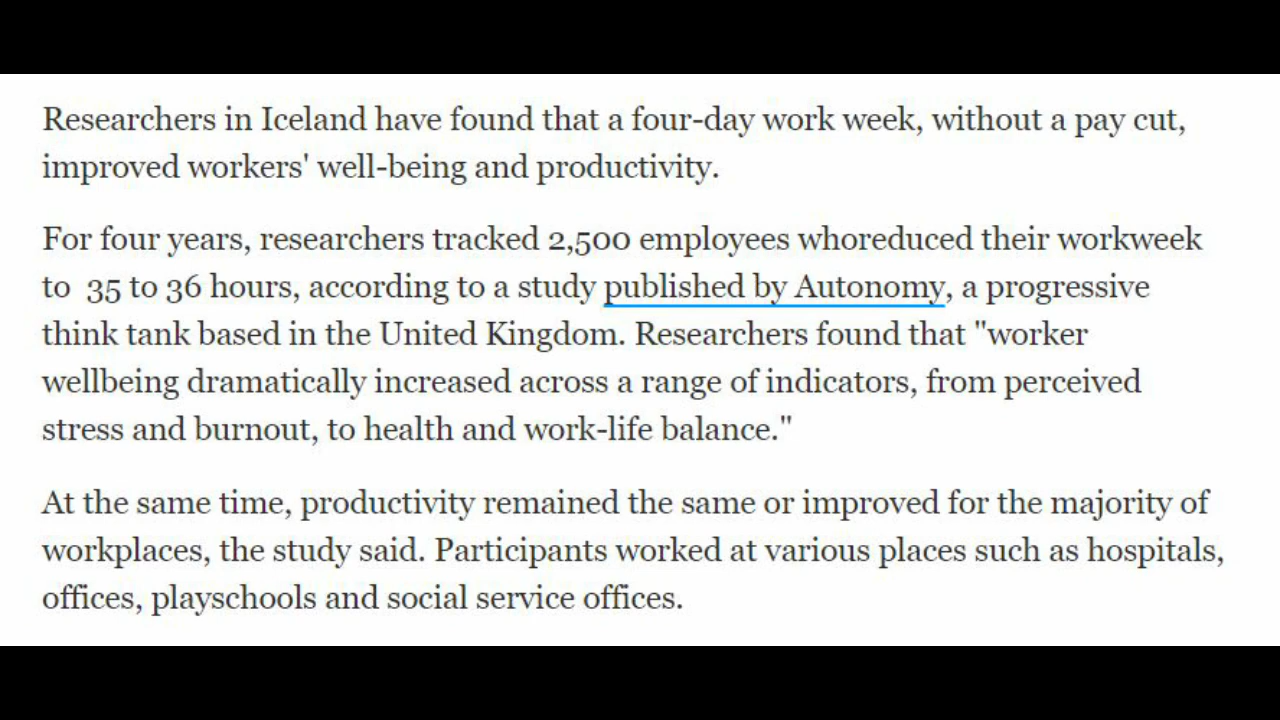 Researchers in Iceland have found that a four-day work week, without a pay cut,
improved workers' well-being and productivity.
For four years, researchers tracked 2,500 employees whoreduced their workweek
to  35 to 36 hours, according to a study published by Autonomy, a progressive
think tank based in the United Kingdom. Researchers found that "worker
wellbeing dramatically increased across a range of indicators, from perceived
stress and burnout, to health and work-life balance."
At the same time, productivity remained the same or improved for the majority of
workplaces, the study said. Participants worked at various places such as hospitals,
offices, playschools and social service offices.